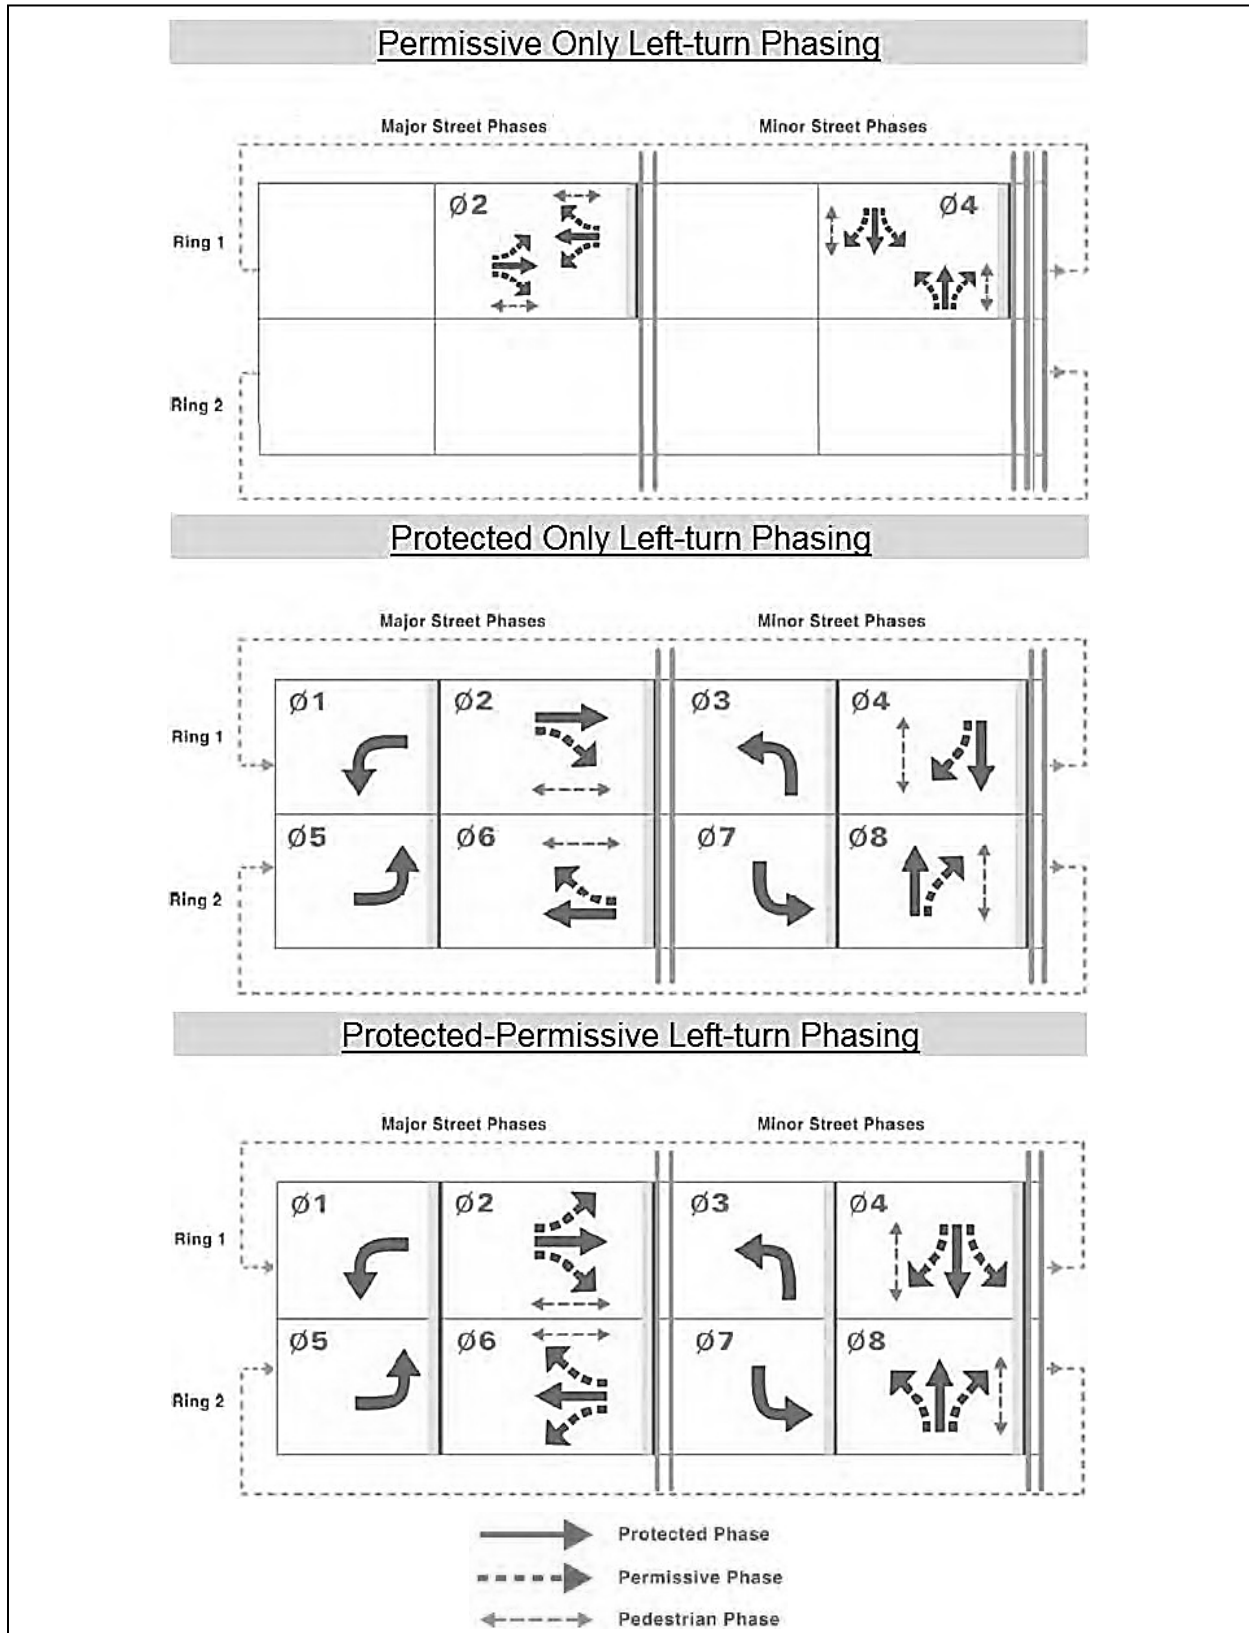 Permissive Only Left-turn Phasing
Major Street Phases
Minor Street Phases
Ring 1
Ø2
Ø4
Ring 2
Protected Only Left-turn Phasing
Major Street Phases
Minor Street Phases
Ring 1
Ø1
Ø2
Ø3
Ø4
Ring 2
Ø5
Ø6
Ø7
Ø8
Protected-Permissive Left-turn Phasing
Major Street Phases
Minor Street Phases
Ring 1
Ø1
Ø2
Ø3
Ø4
Ring 2
Ø5
Ø6
Ø7
Ø8
Protected Phase
Permissive Phase
Pedestrian Phase